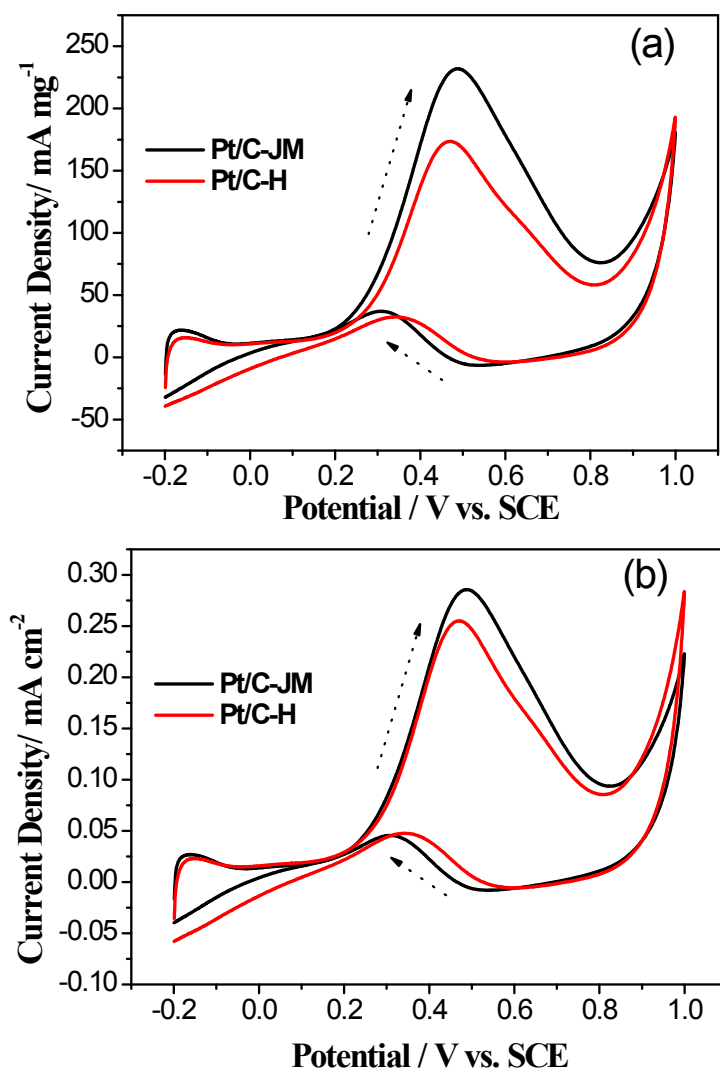 (a)
250
200
150
100
50
0
-50
Current Density/ mA mg-1
Pt/C-JM
Pt/C-H
-0.2 0.0 0.2 0.4 0.6 0.8 1.0
Potential / V vs. SCE
(b)
0.30
0.25
0.20
0.15
0.10
0.05
0.00
-0.05
-0.10
Current Density/ mA cm-2
Pt/C-JM
Pt/C-H
-0.2 0.0 0.2 0.4 0.6 0.8 1.0
Potential / V vs. SCE